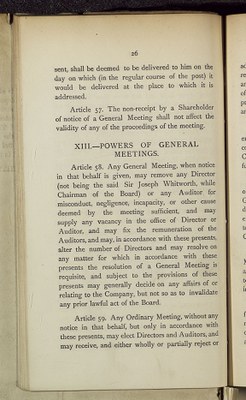 26
sent, shall be deemed to be delivered to him on the
day on which (in the regular course of the post) it
would be delivered at the place to which it is
addressed.
Article 57. The non-receipt by a Shareholder
of notice of a General Meeting shall not affect the
validity of any of the proceedings of the meeting.
XIII.—POWERS OF GENERAL
MEETINGS.
Article 58. Any General Meeting, when notice
in that behalf is given, may remove any Director
(not being the said Sir Joseph Whitworth, while
Chairman of the Board) or any Auditor for
misconduct, negligence, incapacity, or other cause
deemed by the meeting sufficient, and may
supply any vacancy in the office of Director or
Auditor, and may fix the remuneration of the
Auditors, and may, in accordance with these presents,
alter the number of Directors and may resolve on
any matter for which in accordance with these
presents the resolution of a General Meeting is
requisite, and subject to the provisions of these
presents may generally decide on any affairs of or
relating to the Company, but not so as to invalidate
any prior lawful act of the Board.
Article 59. Any Ordinary Meeting, without any
notice in that behalf, but only in accordance with
these presents, may elect Directors and Auditors, and
may receive, and either wholly or partially reject or